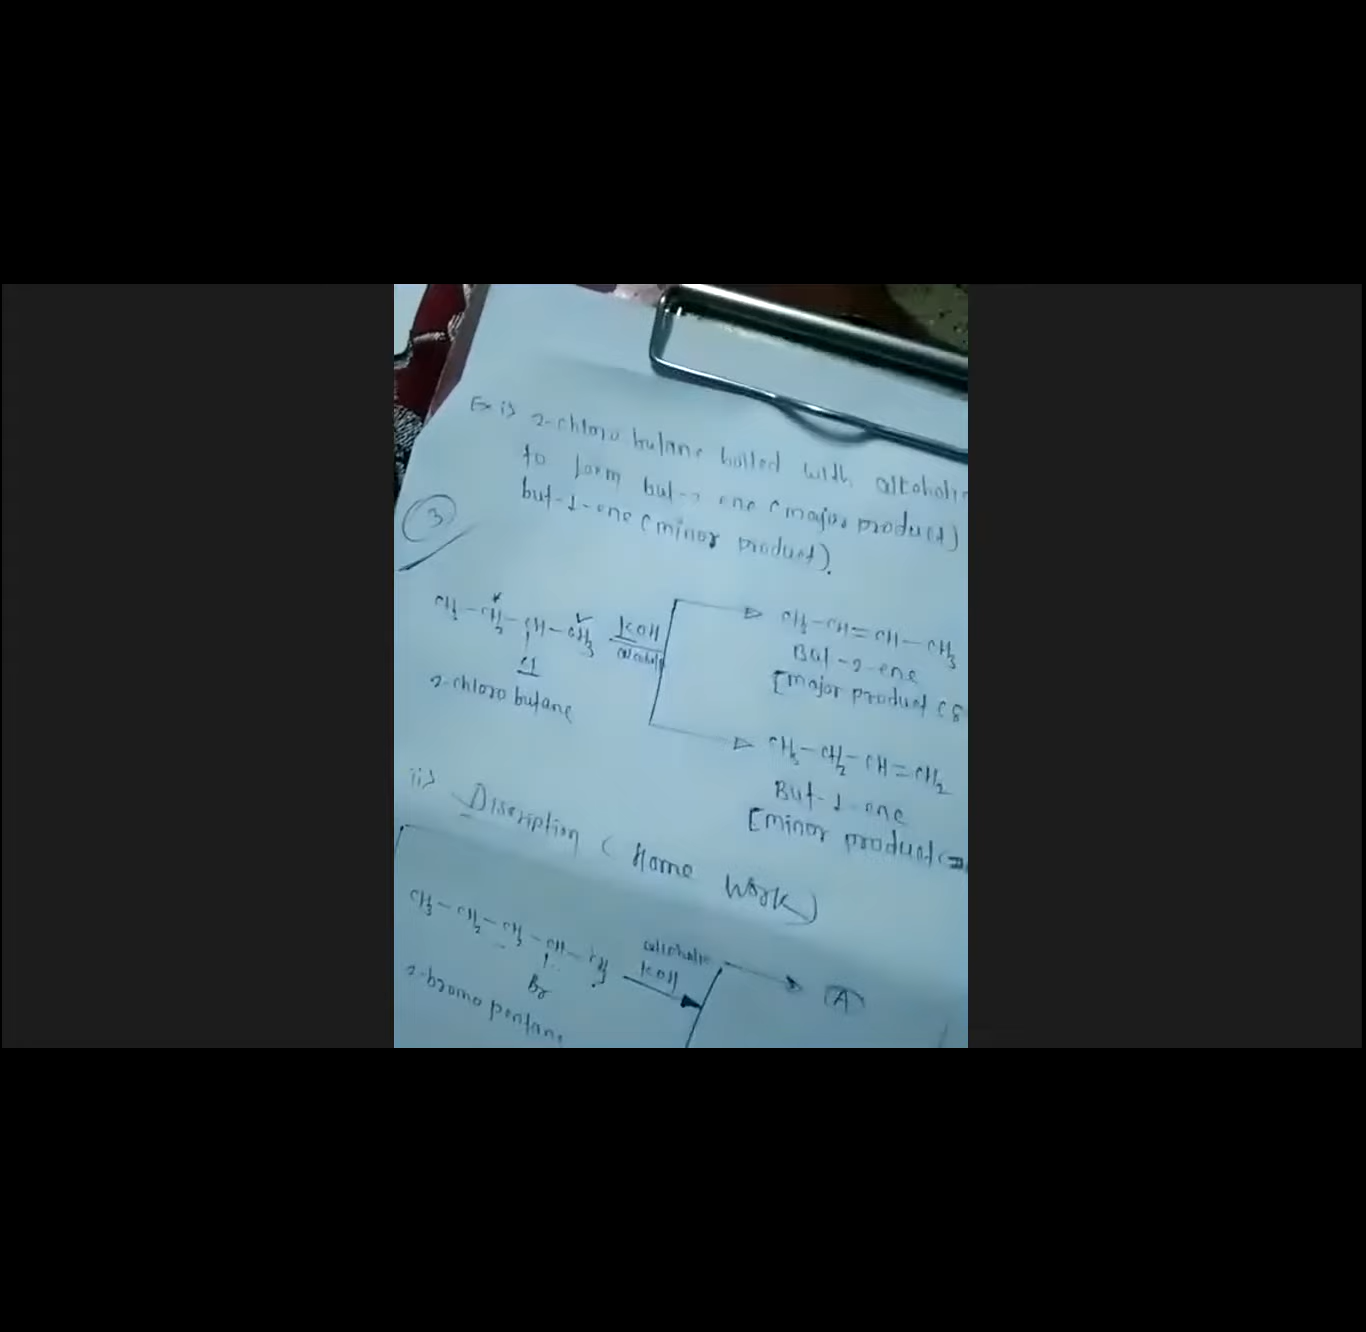 Ex i> 2-chloro butane boiled with alcoholic
to form but-2 ene (major product)
but-1-ene (minor product).
3
CH3-CH2-CH-CH3 KOH
Cl
2-chloro butane
CH3-CH=CH-CH3
But-2-ene
[major product
CH3-CH2-CH=CH2
But-1-ene
[minor product
ii> Discription (Home Work)
CH3-CH2-CH2-CH-CH3 alcoholic KOH
Br
2-bromo pentane
A